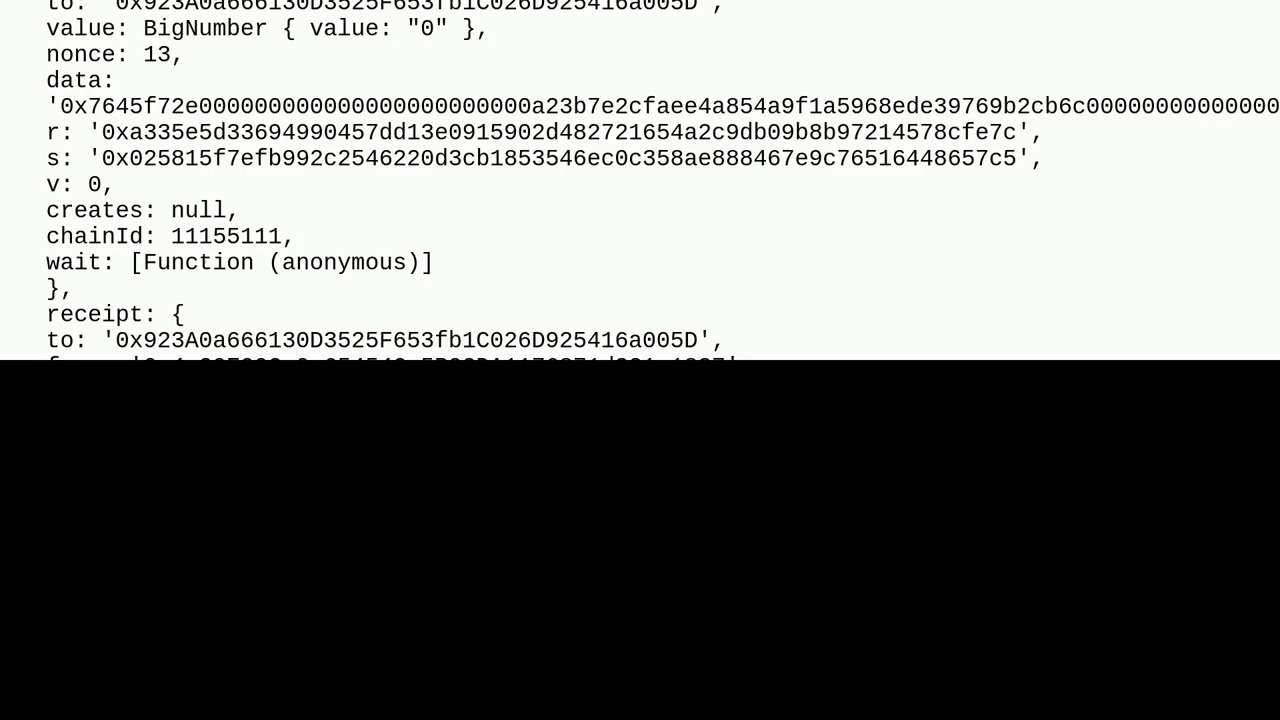 to: '0x923A0a666130D3525F653fb1C026D925416a005D',
value: BigNumber { value: "0" },
nonce: 13,
data:
'0x7645f72e000000000000000000000000a23b7e2cfaee4a854a9f1a5968ede39769b2cb6c00000000000000
r: '0xa335e5d33694990457dd13e0915902d482721654a2c9db09b8b97214578cfe7c',
s: '0x025815f7efb992c2546220d3cb1853546ec0c358ae888467e9c76516448657c5',
v: 0,
creates: null,
chainId: 11155111,
wait: [Function (anonymous)]
},
receipt: {
to: '0x923A0a666130D3525F653fb1C026D925416a005D',